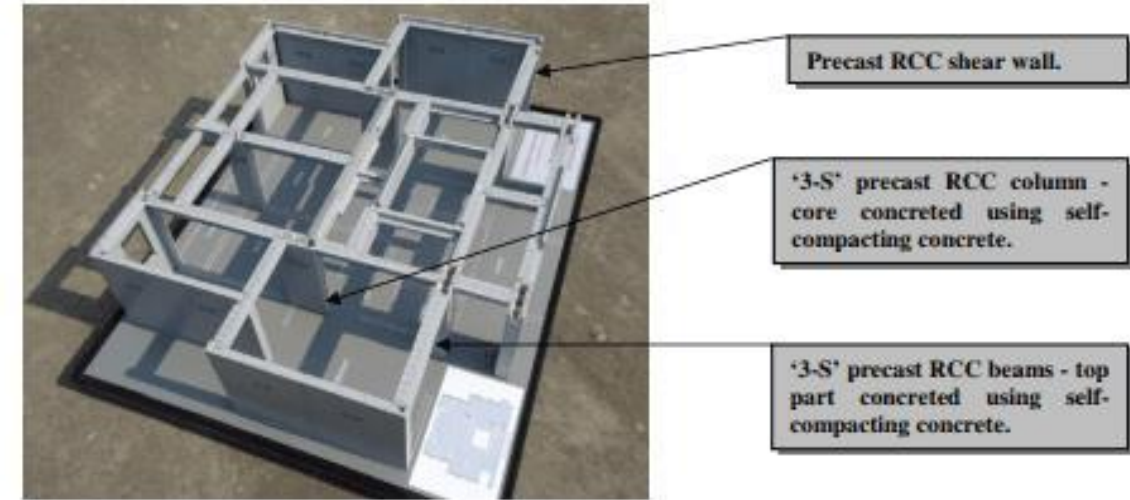 Precast RCC shear wall.
‘3-S’ precast RCC column -
core concreted using self-
compacting concrete.
‘3-S’ precast RCC beams - top
part concreted using self-
compacting concrete.